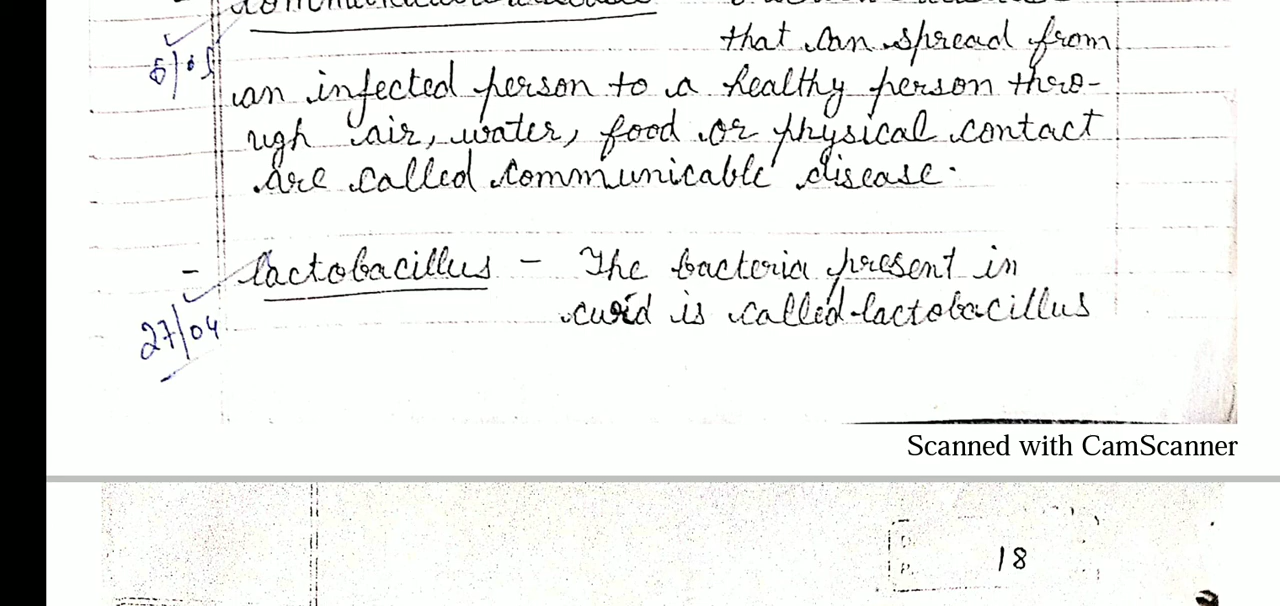 that can spread from
an infected person to a healthy person thro-
ugh air, water, food or physical contact
are called communicable disease.
- lactobacillus - The bacteria present in
curd is called lactobacillus
27/04
Scanned with CamScanner
18